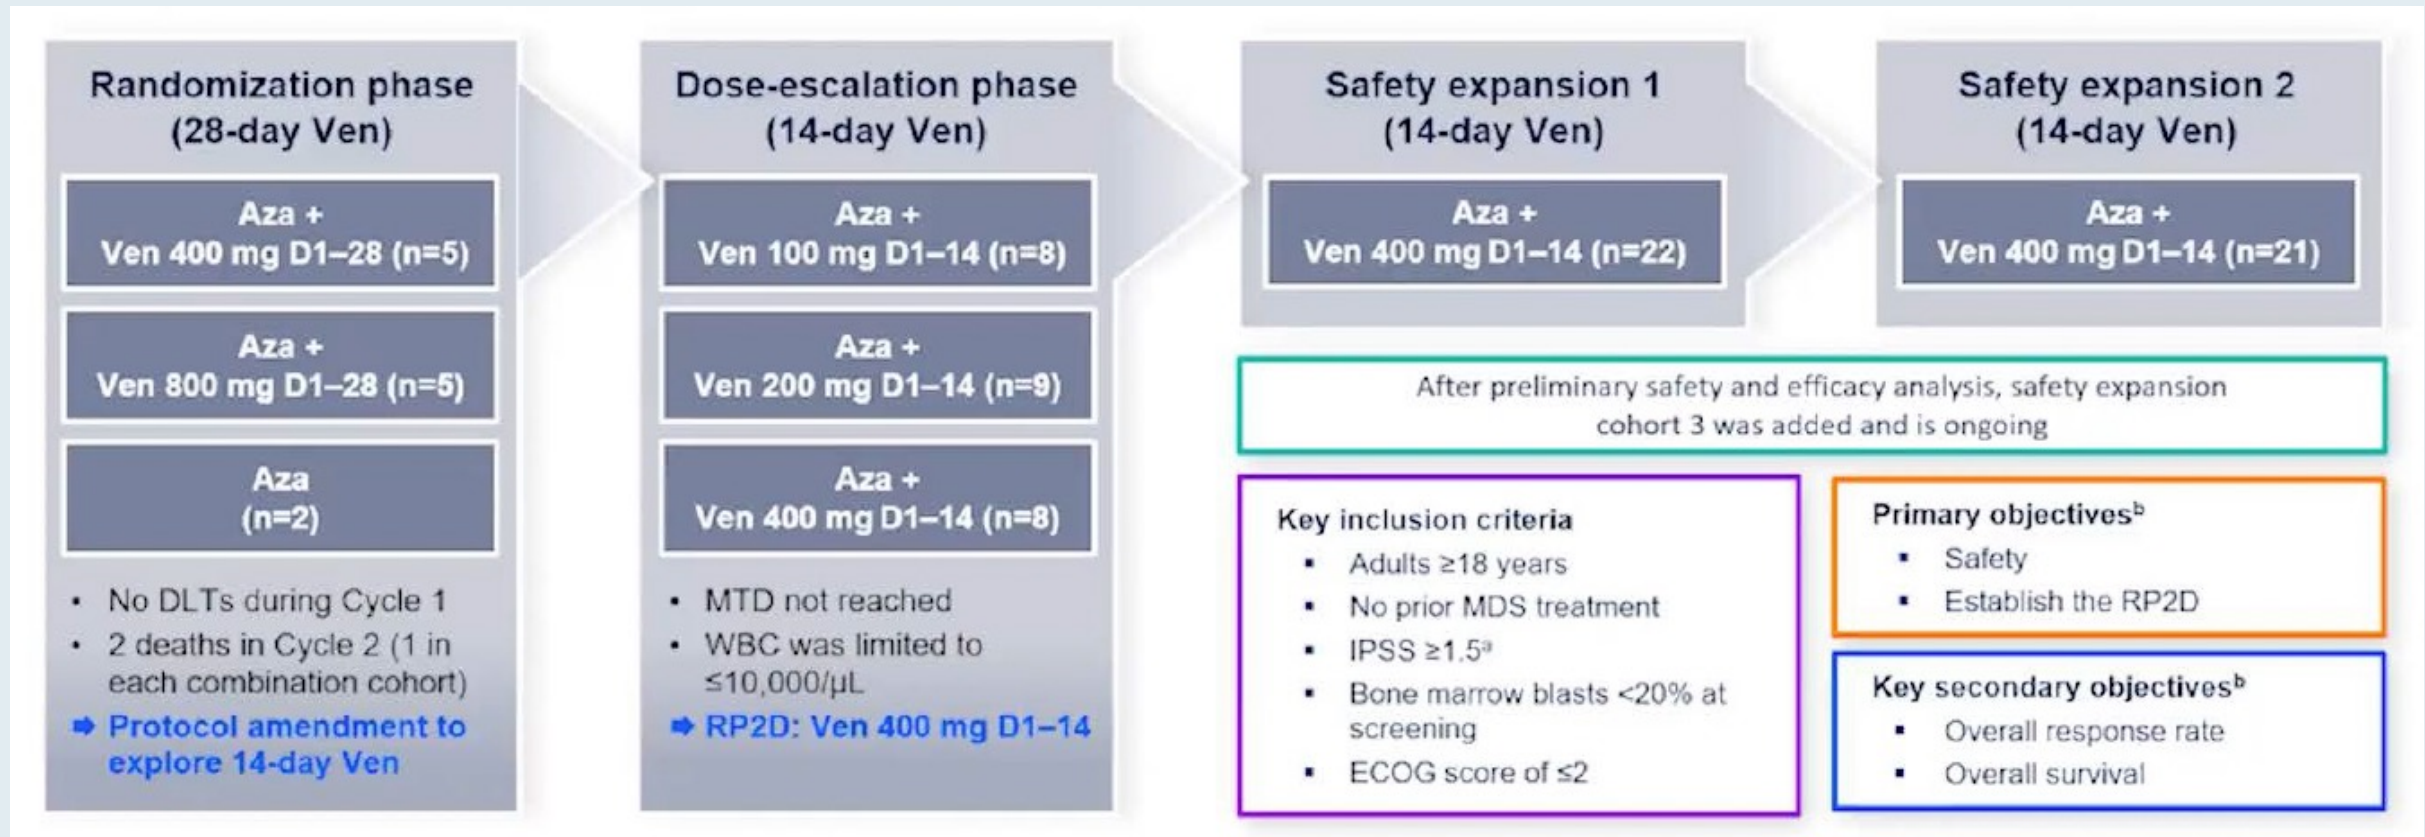 Randomization phase
(28-day Ven)
Aza +
Ven 400 mg D1–28 (n=5)
Aza +
Ven 800 mg D1–28 (n=5)
Aza
(n=2)
• No DLTs during Cycle 1
• 2 deaths in Cycle 2 (1 in
each combination cohort)
➡ Protocol amendment to
explore 14-day Ven
Dose-escalation phase
(14-day Ven)
Aza +
Ven 100 mg D1–14 (n=8)
Aza +
Ven 200 mg D1–14 (n=9)
Aza +
Ven 400 mg D1–14 (n=8)
• MTD not reached
• WBC was limited to
≤10,000/µL
➡ RP2D: Ven 400 mg D1–14
Safety expansion 1
(14-day Ven)
Aza +
Ven 400 mg D1–14 (n=22)
Safety expansion 2
(14-day Ven)
Aza +
Ven 400 mg D1–14 (n=21)
After preliminary safety and efficacy analysis, safety expansion
cohort 3 was added and is ongoing
Key inclusion criteria
▪ Adults ≥18 years
▪ No prior MDS treatment
▪ IPSS ≥1.5ᵃ
▪ Bone marrow blasts <20% at
screening
▪ ECOG score of ≤2
Primary objectivesᵇ
▪ Safety
▪ Establish the RP2D
Key secondary objectivesᵇ
▪ Overall response rate
▪ Overall survival